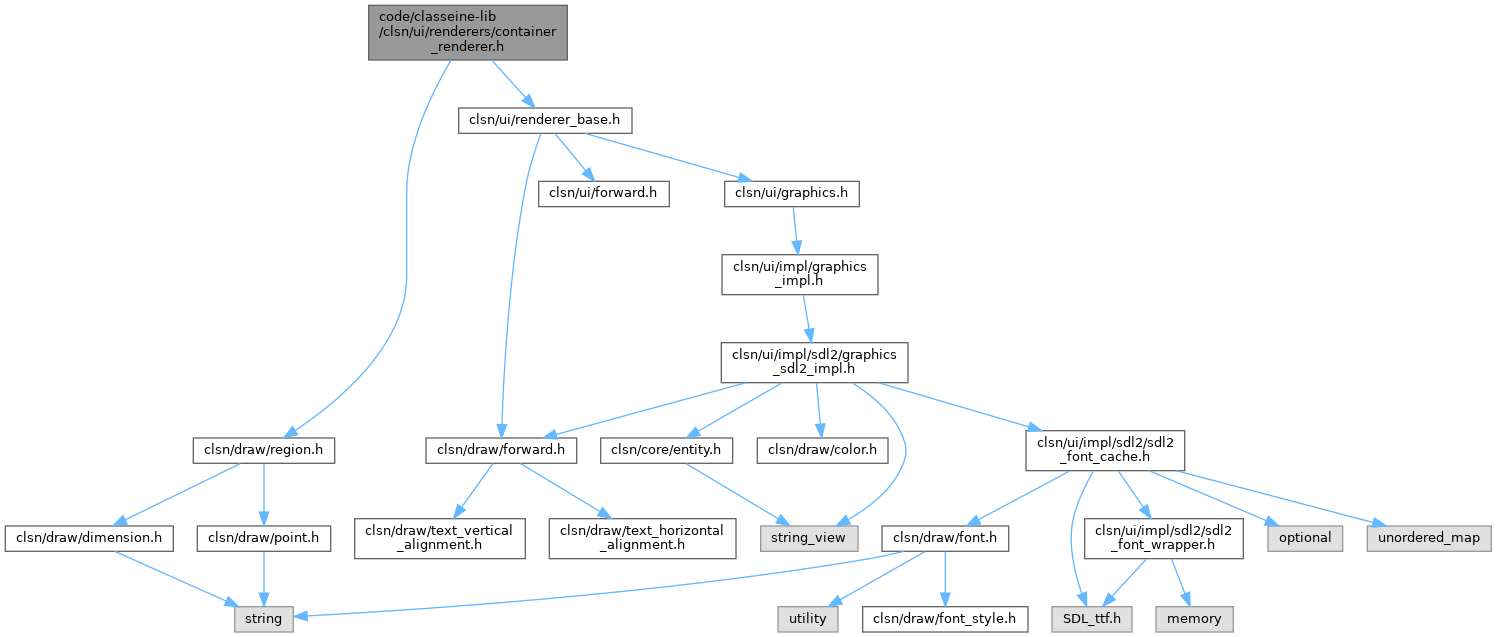 code/classeine-lib
/clsn/ui/renderers/container
_renderer.h
clsn/ui/renderer_base.h
clsn/ui/forward.h
clsn/ui/graphics.h
clsn/ui/impl/graphics
_impl.h
clsn/ui/impl/sdl2/graphics
_sdl2_impl.h
clsn/draw/region.h
clsn/draw/forward.h
clsn/core/entity.h
clsn/draw/color.h
clsn/ui/impl/sdl2/sdl2
_font_cache.h
clsn/draw/dimension.h
clsn/draw/point.h
clsn/draw/text_vertical
_alignment.h
clsn/draw/text_horizontal
_alignment.h
string_view
clsn/draw/font.h
clsn/ui/impl/sdl2/sdl2
_font_wrapper.h
optional
unordered_map
string
utility
clsn/draw/font_style.h
SDL_ttf.h
memory